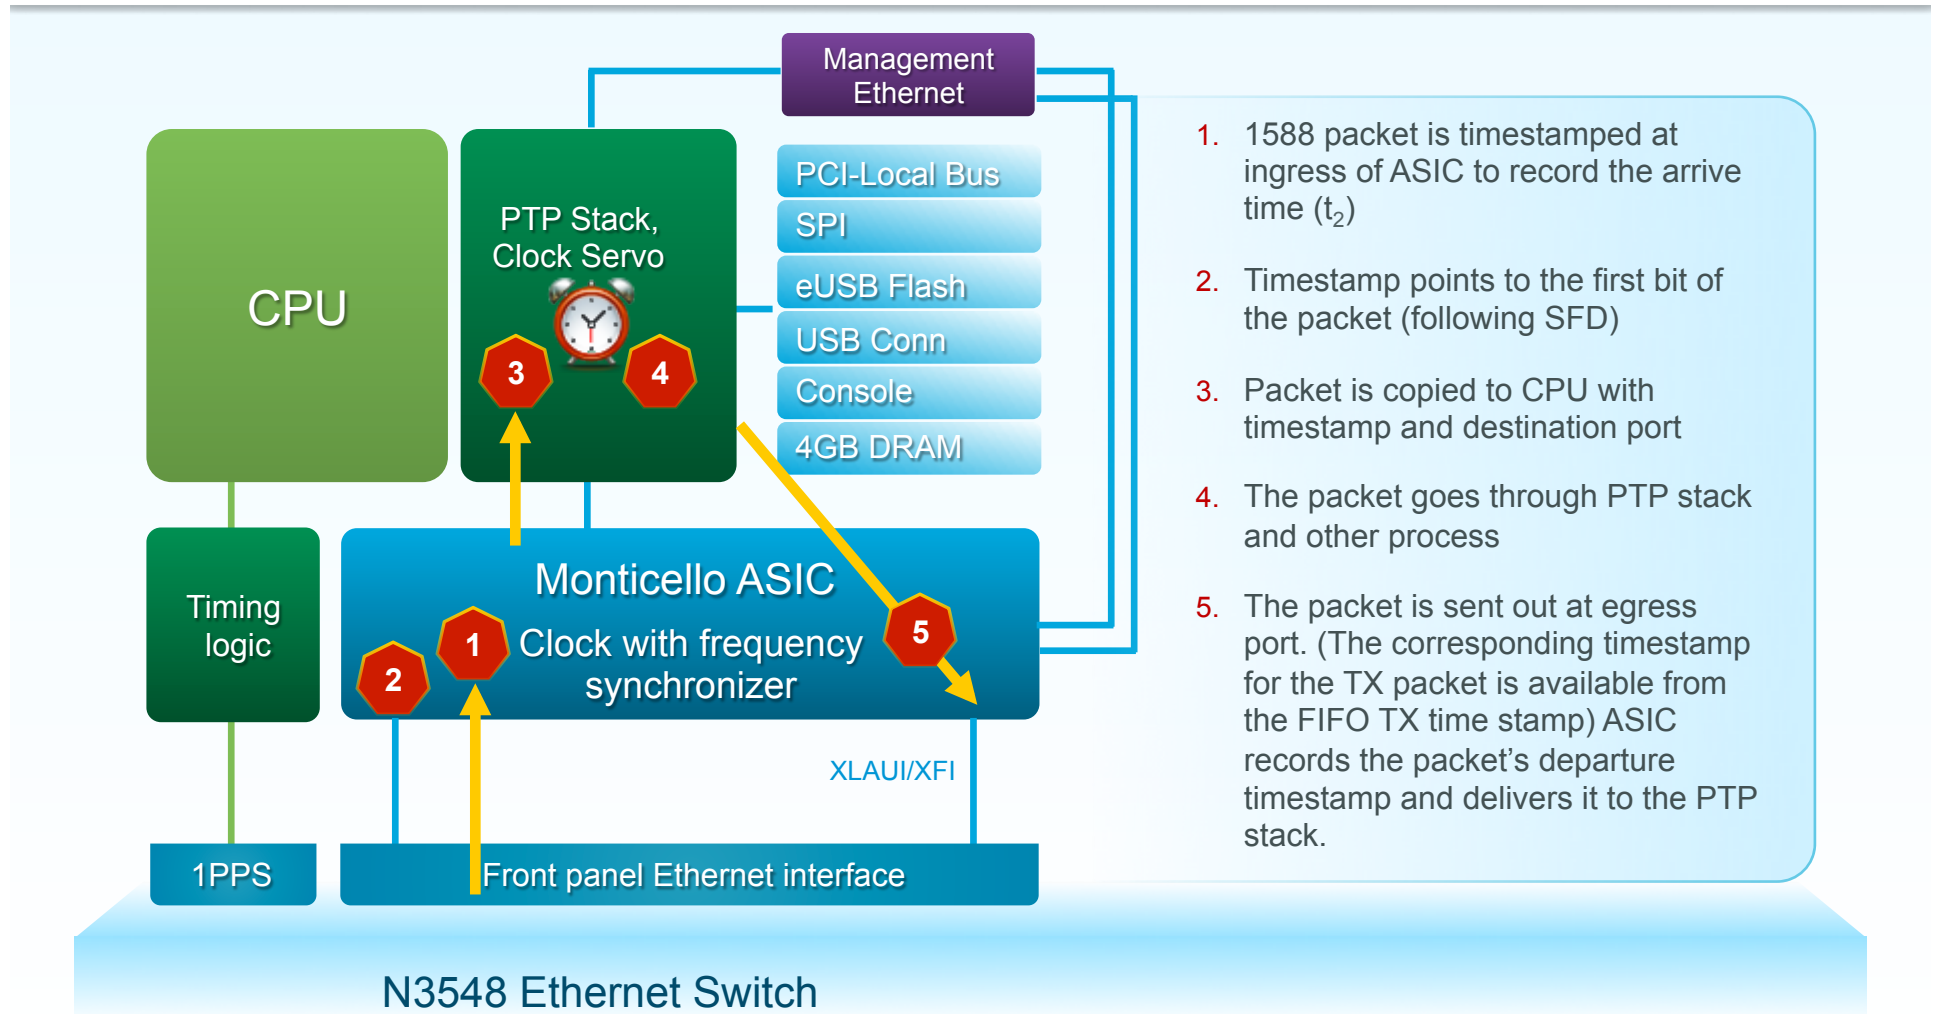 Management
Ethernet
CPU
PTP Stack,
Clock Servo
3
4
PCI-Local Bus
SPI
eUSB Flash
USB Conn
Console
4GB DRAM
Timing
logic
Monticello ASIC
Clock with frequency
synchronizer
1
2
5
XLAUI/XFI
1PPS
Front panel Ethernet interface
N3548 Ethernet Switch
1. 1588 packet is timestamped at
ingress of ASIC to record the arrive
time (t₂)
2. Timestamp points to the first bit of
the packet (following SFD)
3. Packet is copied to CPU with
timestamp and destination port
4. The packet goes through PTP stack
and other process
5. The packet is sent out at egress
port. (The corresponding timestamp
for the TX packet is available from
the FIFO TX time stamp) ASIC
records the packet’s departure
timestamp and delivers it to the PTP
stack.